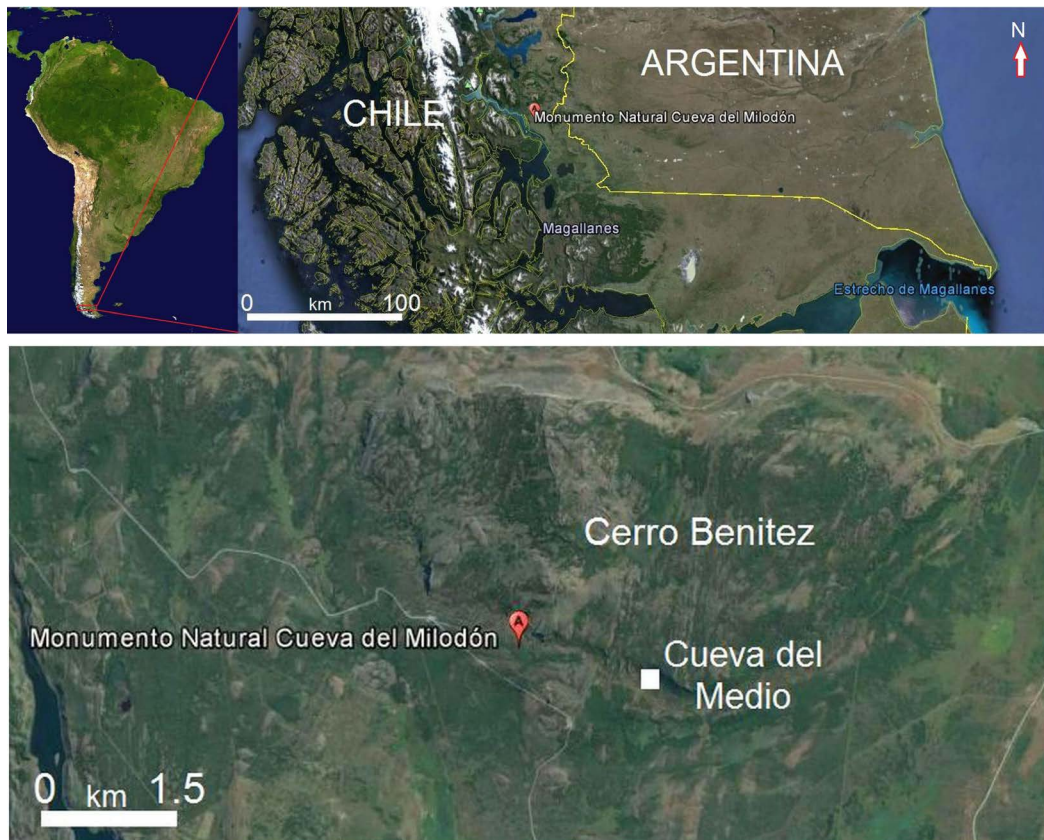 N
ARGENTINA
CHILE
A
Monumento Natural Cueva del Milodón
Magallanes
Estrecho de Magallanes
0 km 100
Cerro Benitez
A
Monumento Natural Cueva del Milodón
Cueva del
Medio
0 km 1.5